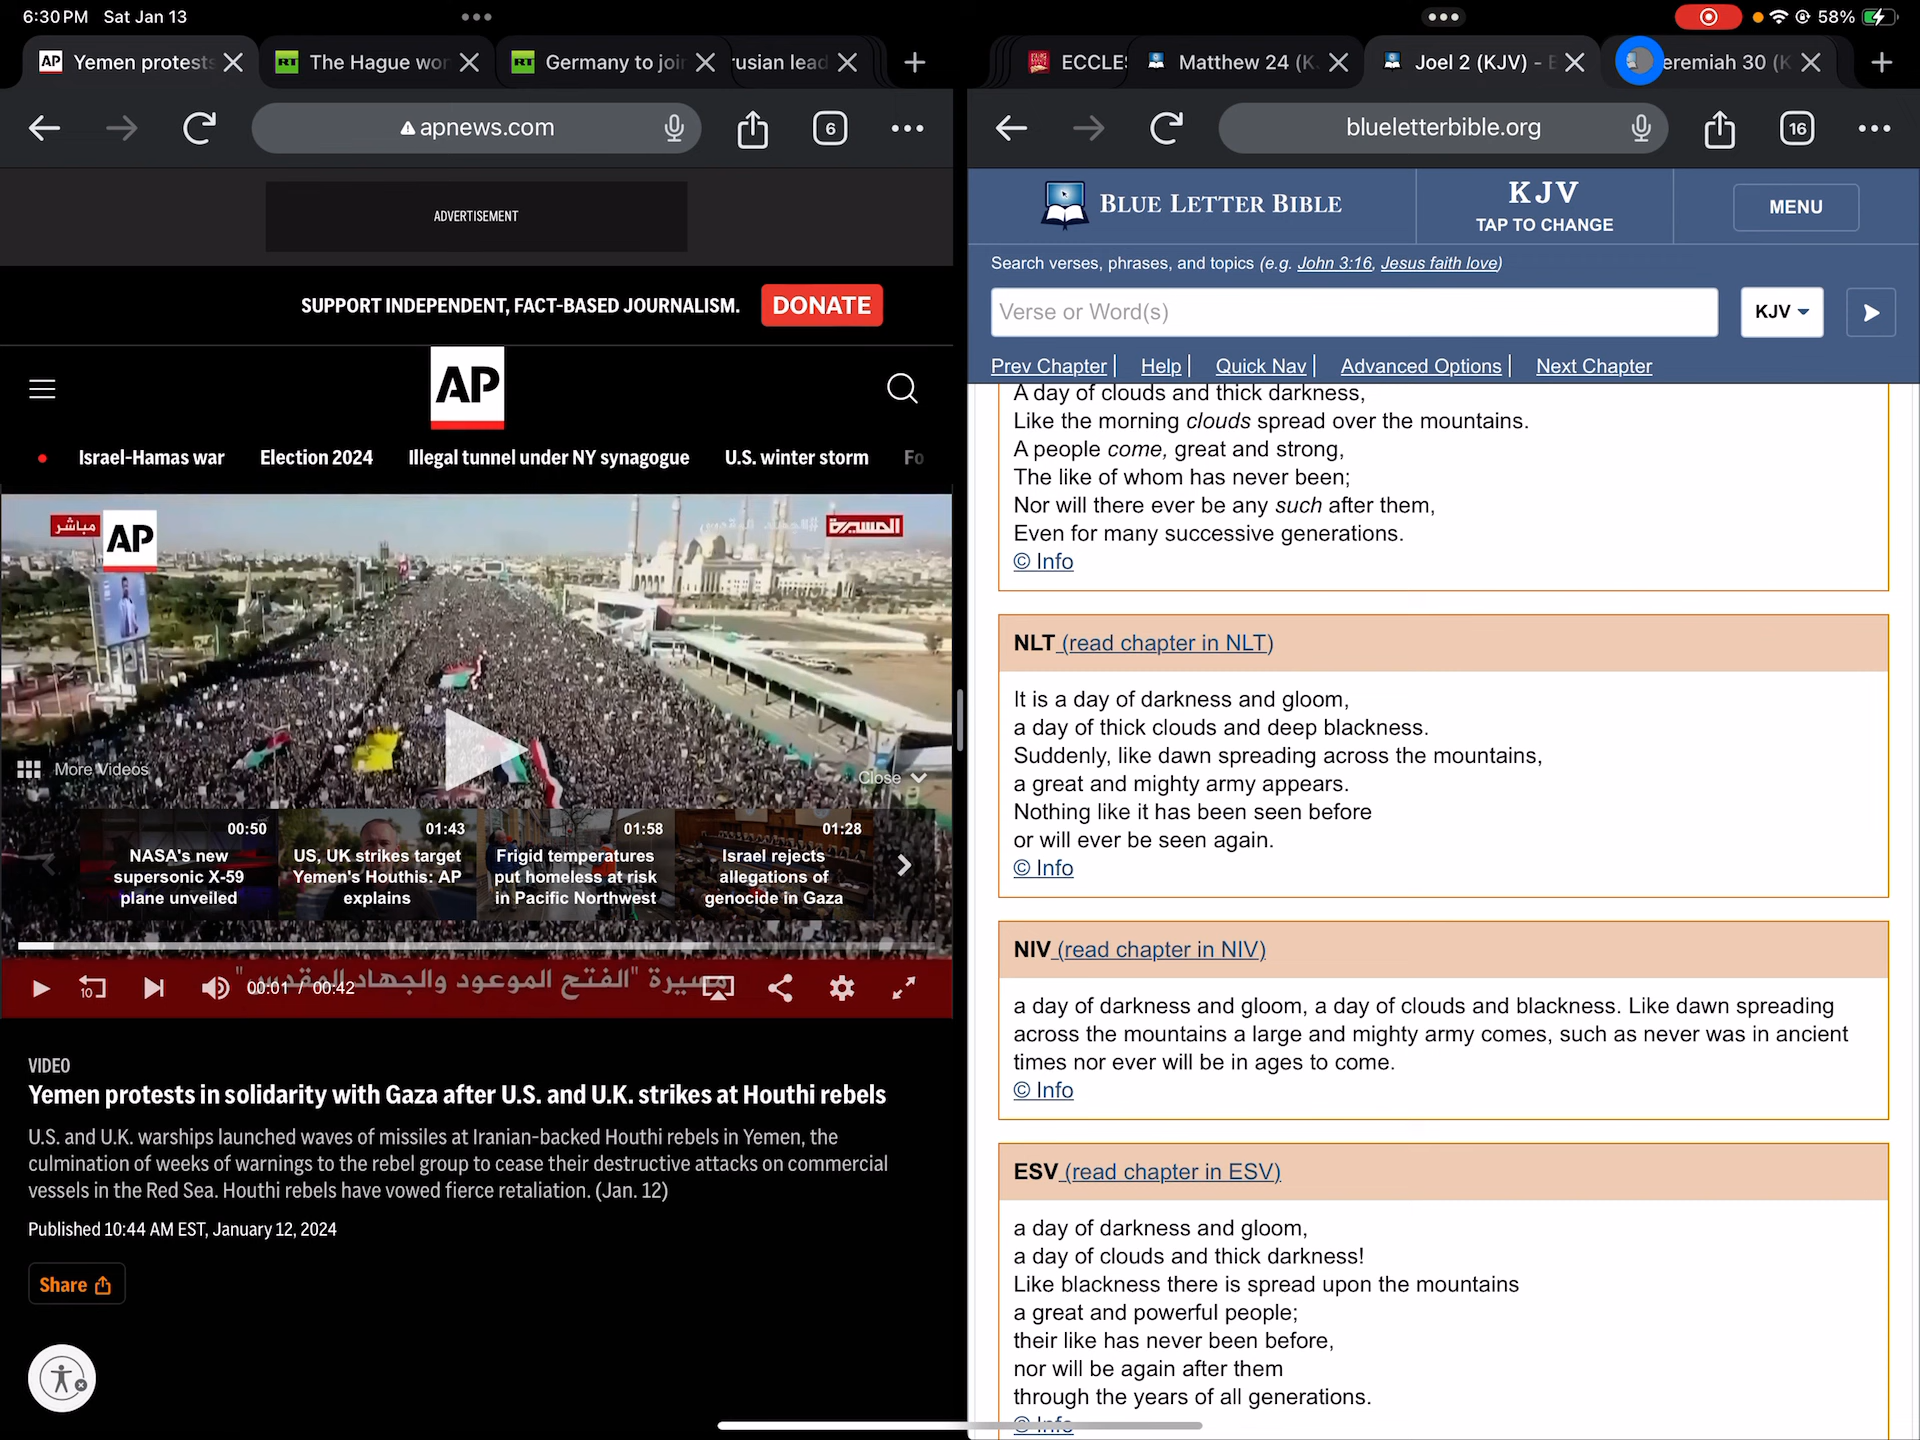 6:30 PM Sat Jan 13
58%
AP Yemen protests
RT The Hague wor
RT Germany to join
rusian lead
apnews.com
6
ADVERTISEMENT
SUPPORT INDEPENDENT, FACT-BASED JOURNALISM.
DONATE
AP
Israel-Hamas war
Election 2024
Illegal tunnel under NY synagogue
U.S. winter storm
Fo
مباشر
AP
المسيرة
More Videos
Close
00:50
NASA's new
supersonic X-59
plane unveiled
01:43
US, UK strikes target
Yemen's Houthis: AP
explains
01:58
Frigid temperatures
put homeless at risk
in Pacific Northwest
01:28
Israel rejects
allegations of
genocide in Gaza
مسيرة "الفتح الموعود والجهاد المقدس"
10
00:01 / 00:42
VIDEO
Yemen protests in solidarity with Gaza after U.S. and U.K. strikes at Houthi rebels
U.S. and U.K. warships launched waves of missiles at Iranian-backed Houthi rebels in Yemen, the
culmination of weeks of warnings to the rebel group to cease their destructive attacks on commercial
vessels in the Red Sea. Houthi rebels have vowed fierce retaliation. (Jan. 12)
Published 10:44 AM EST, January 12, 2024
Share
ECCLE
Matthew 24 (K
Joel 2 (KJV) - E
eremiah 30 (K
blueletterbible.org
16
BLUE LETTER BIBLE
KJV
TAP TO CHANGE
MENU
Search verses, phrases, and topics (e.g. John 3:16, Jesus faith love)
Verse or Word(s)
KJV
Prev Chapter | Help | Quick Nav | Advanced Options | Next Chapter
A day of clouds and thick darkness,
Like the morning clouds spread over the mountains.
A people come, great and strong,
The like of whom has never been;
Nor will there ever be any such after them,
Even for many successive generations.
© Info
NLT (read chapter in NLT)
It is a day of darkness and gloom,
a day of thick clouds and deep blackness.
Suddenly, like dawn spreading across the mountains,
a great and mighty army appears.
Nothing like it has been seen before
or will ever be seen again.
© Info
NIV (read chapter in NIV)
a day of darkness and gloom, a day of clouds and blackness. Like dawn spreading
across the mountains a large and mighty army comes, such as never was in ancient
times nor ever will be in ages to come.
© Info
ESV (read chapter in ESV)
a day of darkness and gloom,
a day of clouds and thick darkness!
Like blackness there is spread upon the mountains
a great and powerful people;
their like has never been before,
nor will be again after them
through the years of all generations.
© Info